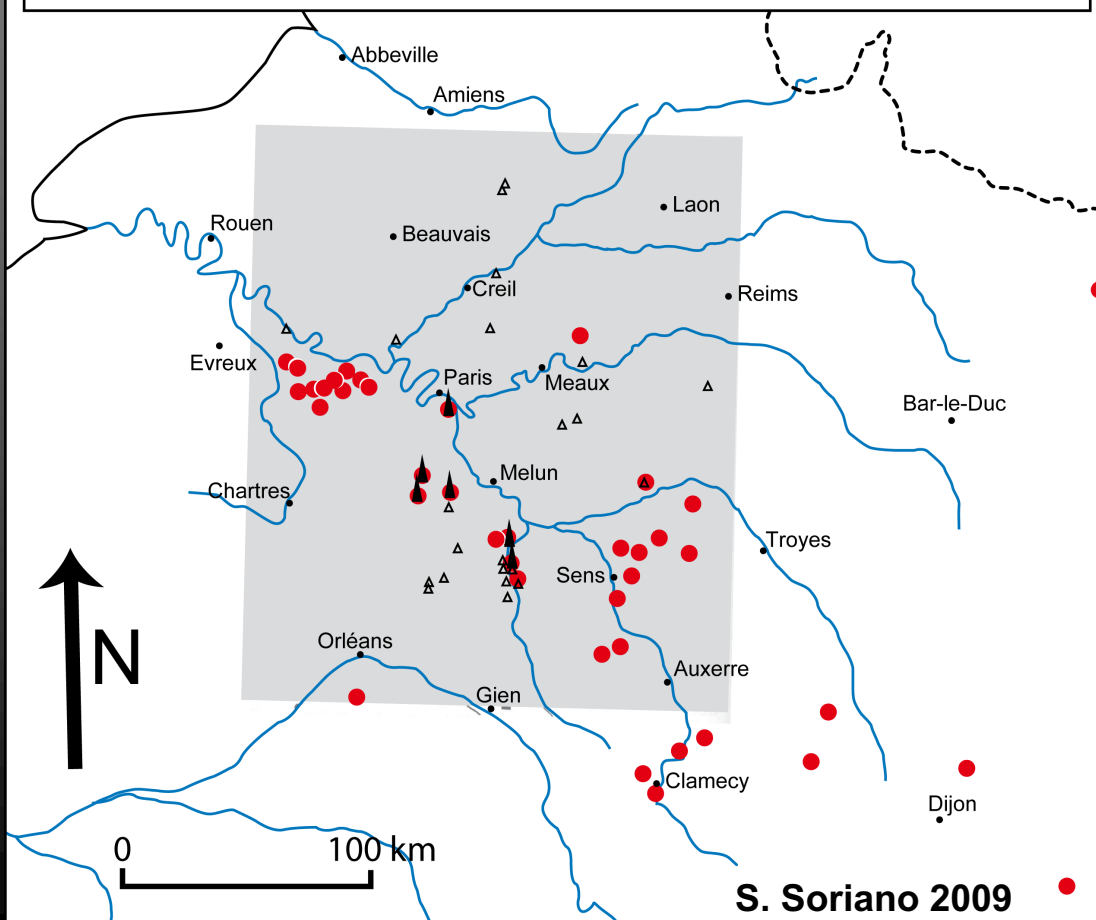 Abbeville
Amiens
Laon
Rouen
Beauvais
Creil
Reims
Evreux
Paris
Meaux
Bar-le-Duc
Melun
Chartres
Troyes
Sens
Orléans
N
Auxerre
Gien
Clamecy
Dijon
0 100 km
S. Soriano 2009